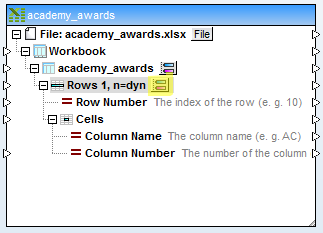 academy_awards
File: academy_awards.xlsx File
Workbook
academy_awards
Rows 1, n=dyn
Row Number The index of the row (e. g. 10)
Cells
Column Name The column name (e. g. AC)
Column Number The number of the column